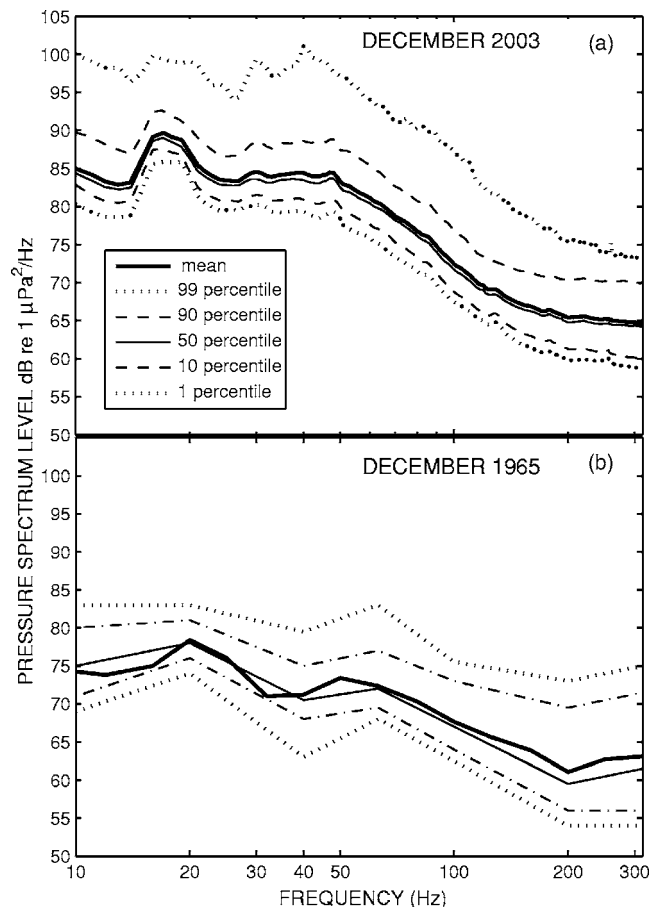 PRESSURE SPECTRUM LEVEL dB re 1 µPa²/Hz
105
100
95
90
85
80
75
70
65
60
55
50
DECEMBER 2003 (a)
mean
99 percentile
90 percentile
50 percentile
10 percentile
1 percentile
DECEMBER 1965 (b)
100
95
90
85
80
75
70
65
60
55
50
10 20 30 40 50 100 200 300
FREQUENCY (Hz)